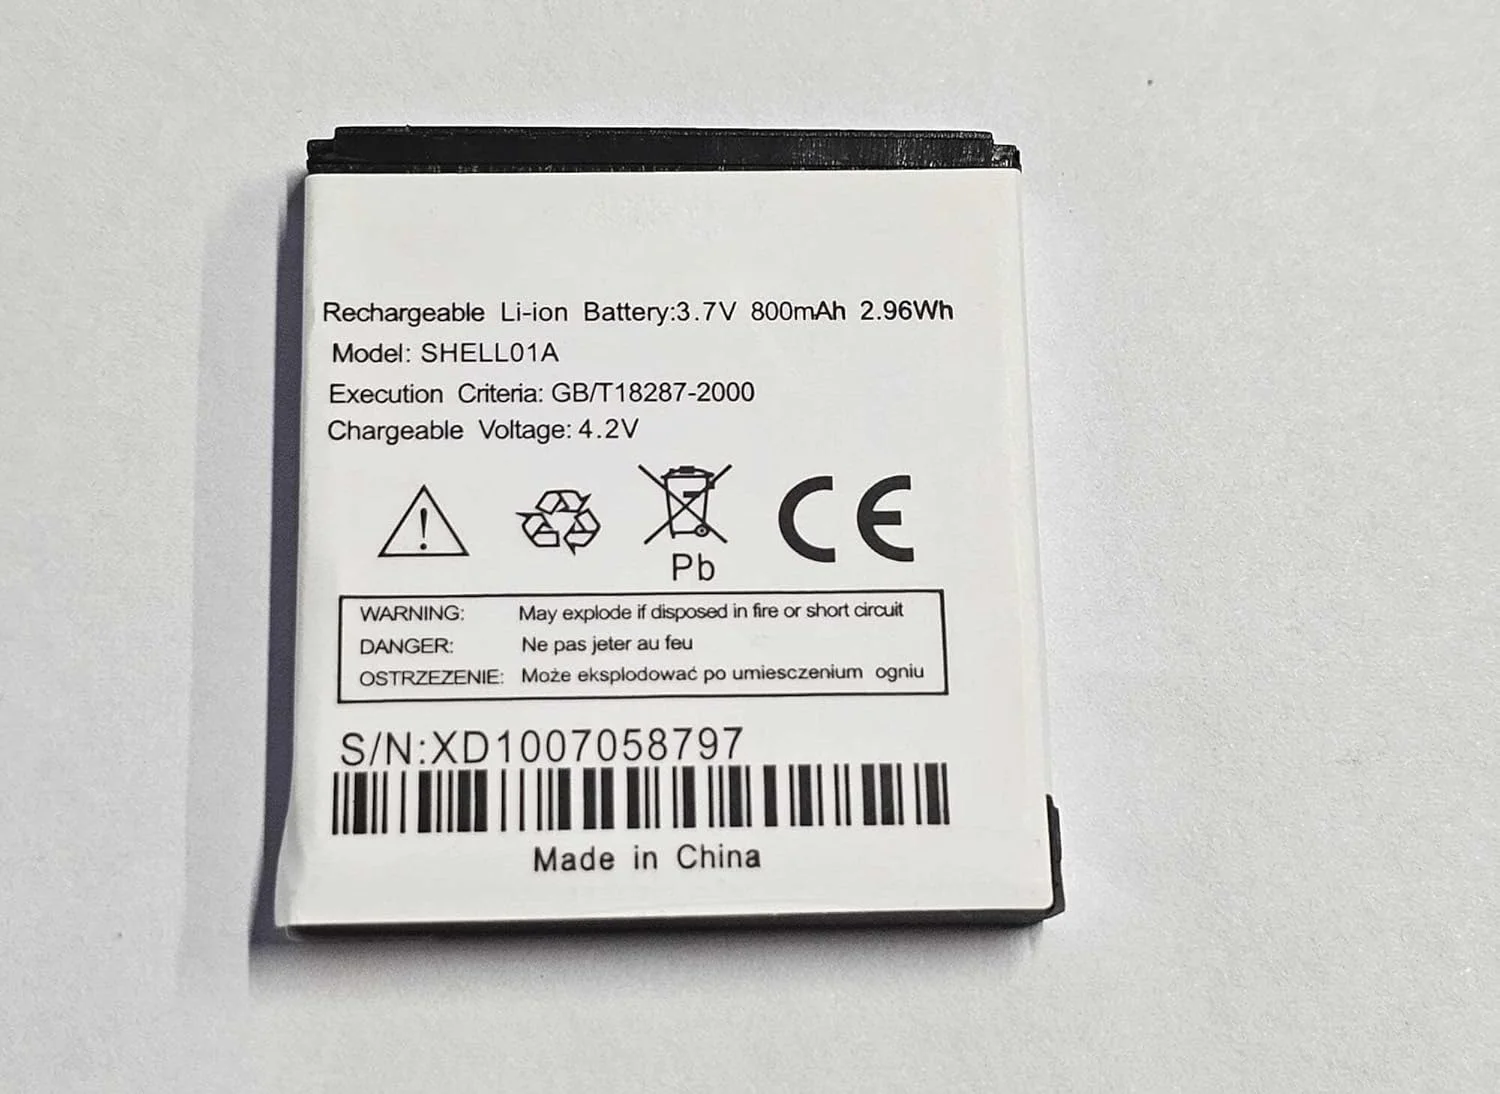 Rechargeable Li-ion Battery:3.7V 800mAh 2.96Wh
Model: SHELL01A
Execution Criteria: GB/T18287-2000
Chargeable Voltage: 4.2V
Pb
CE
WARNING: May explode if disposed in fire or short circuit
DANGER: Ne pas jeter au feu
OSTRZEZENIE: Może eksplodować po umiesczenium ogniu
S/N:XD1007058797
Made in China